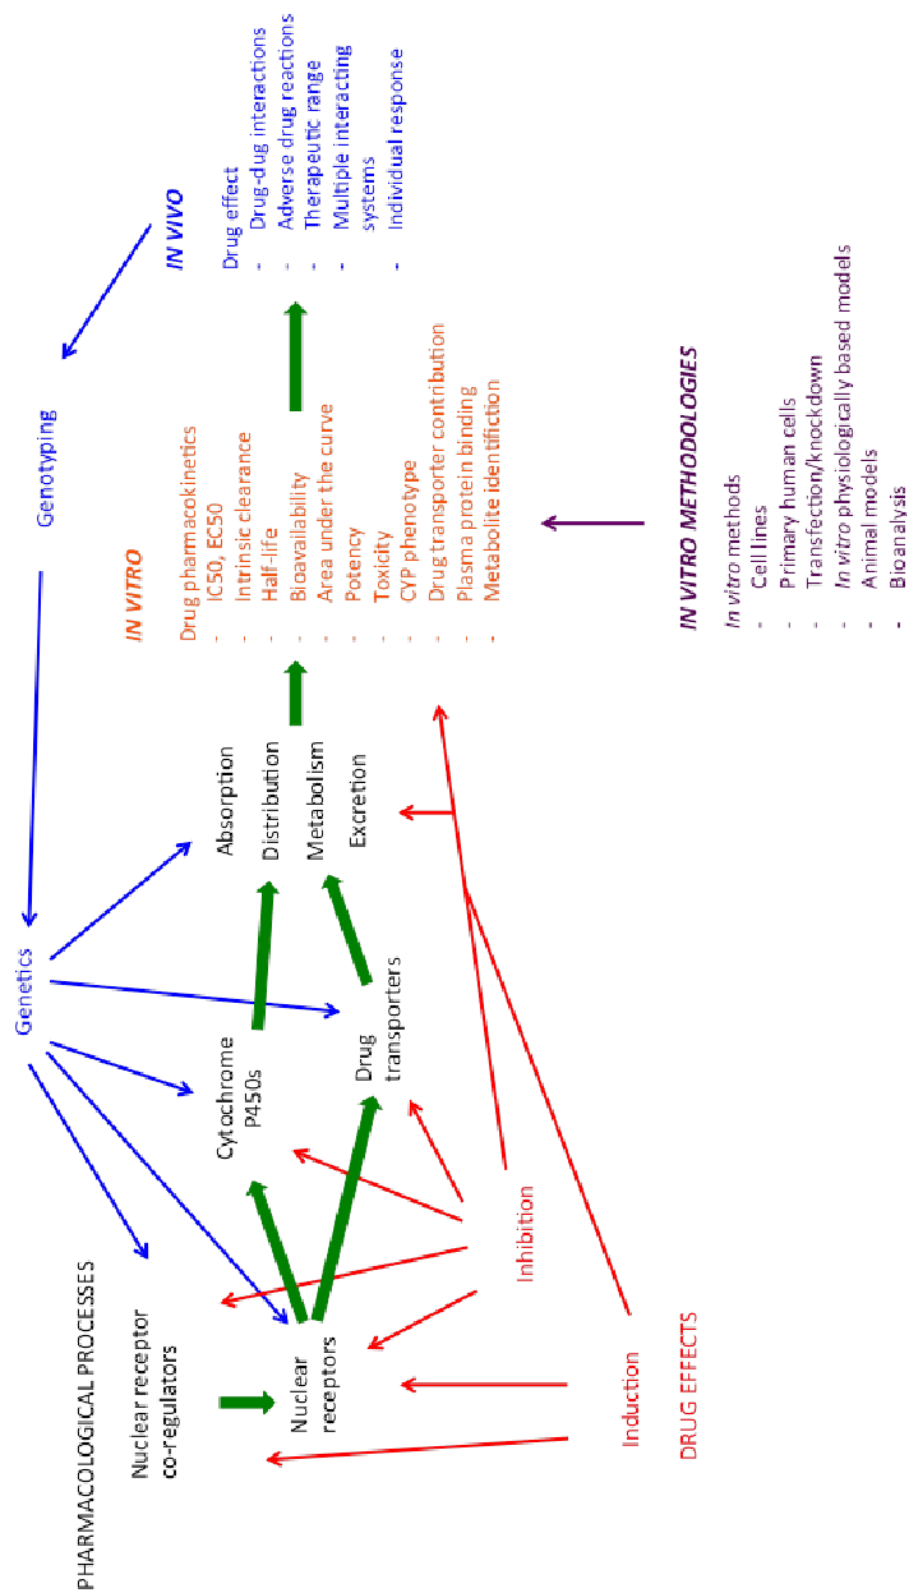 PHARMACOLOGICAL PROCESSES
Nuclear receptor
co-regulators
Nuclear
receptors
Cytochrome
P450s
Drug
transporters
Genetics
Absorption
Distribution
Metabolism
Excretion
Genotyping
Induction
DRUG EFFECTS
Inhibition
IN VITRO
Drug pharmacokinetics
- IC50, EC50
- Intrinsic clearance
- Half-life
- Bioavailability
- Area under the curve
- Potency
- Toxicity
- CYP phenotype
- Drug transporter contribution
- Plasma protein binding
- Metabolite identifiction
IN VIVO
Drug effect
- Drug-dug interactions
- Adverse drug reactions
- Therapeutic range
- Multiple interacting
systems
- Individual response
IN VITRO METHODOLOGIES
In vitro methods
- Cell lines
- Primary human cells
- Transfection/knockdown
- In vitro physiologically based models
- Animal models
- Bioanalysis